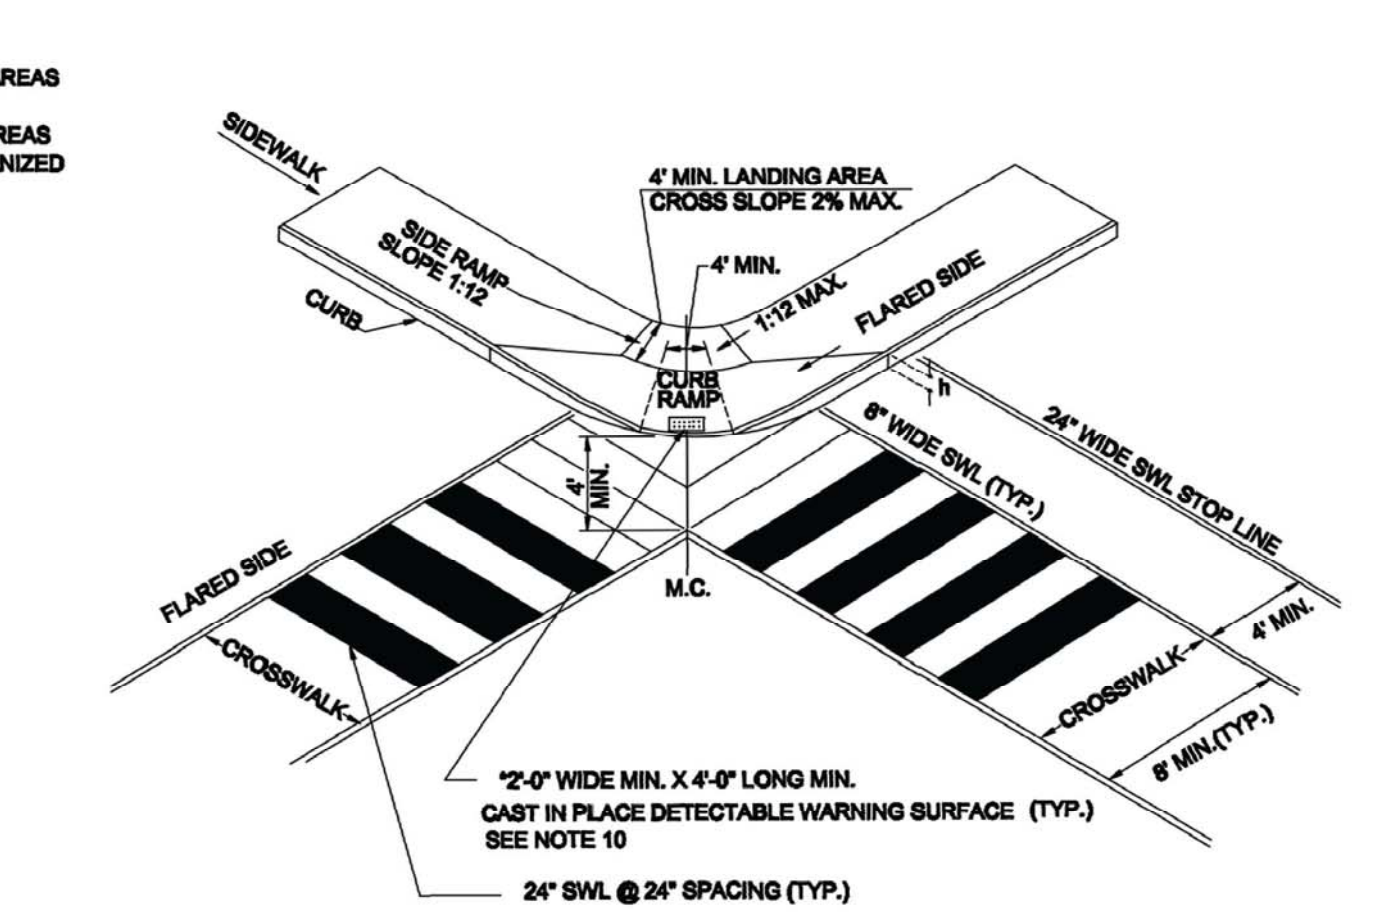 AREAS
REAS
NIZED
SIDEWALK
4' MIN. LANDING AREA
CROSS SLOPE 2% MAX.
SIDE RAMP
SLOPE 1:12
4' MIN.
1:12 MAX.
FLARED SIDE
CURB
CURB
RAMP
h
24" WIDE SWL STOP LINE
8" WIDE SWL (TYP.)
4'
MIN.
FLARED SIDE
M.C.
4' MIN.
CROSSWALK
CROSSWALK
8' MIN.(TYP.)
*2'-0" WIDE MIN. X 4'-0" LONG MIN.
CAST IN PLACE DETECTABLE WARNING SURFACE (TYP.)
SEE NOTE 10
24" SWL @ 24" SPACING (TYP.)